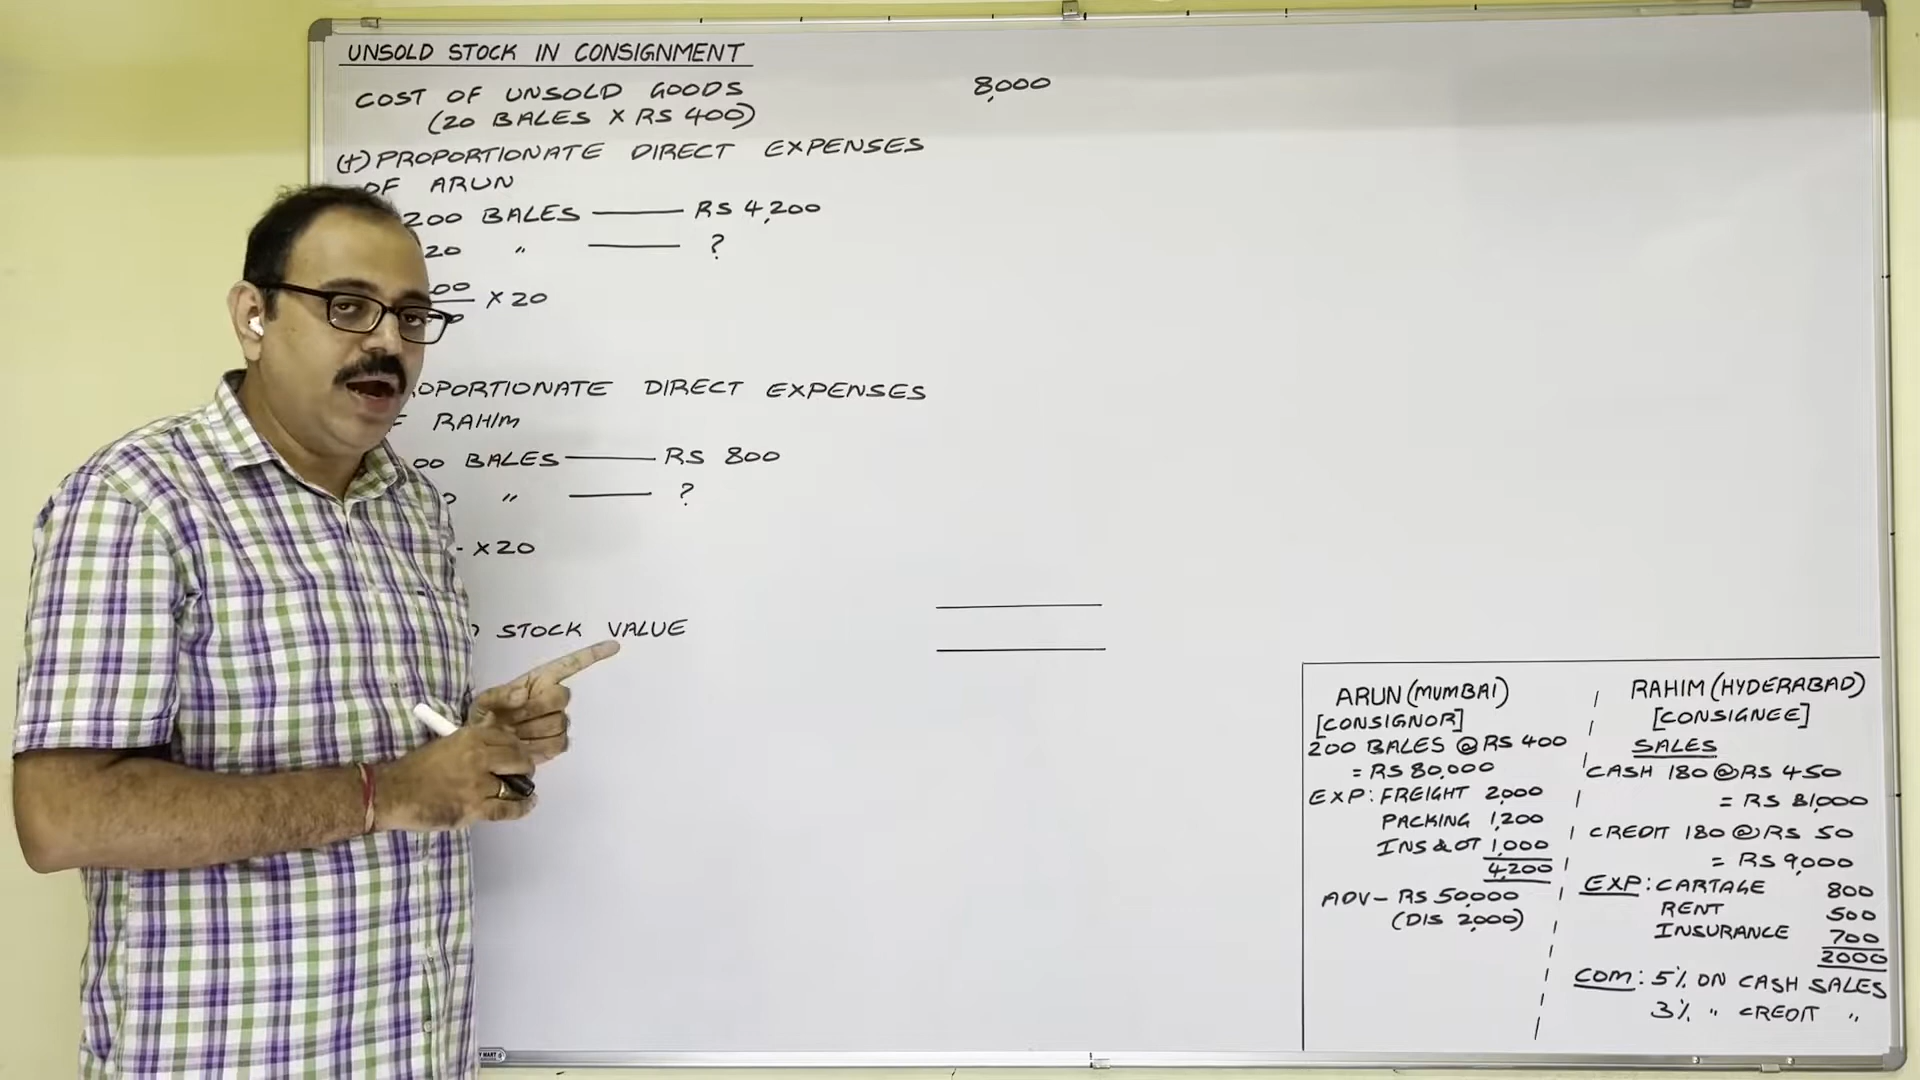 UNSOLD STOCK IN CONSIGNMENT
COST OF UNSOLD GOODS 8,000
(20 BALES X RS 400)
(+) PROPORTIONATE DIRECT EXPENSES
OF ARUN
200 BALES — RS 4,200
20 " — ?
X 20
PROPORTIONATE DIRECT EXPENSES
RAHIM
BALES — RS 800
" — ?
X 20
STOCK VALUE
ARUN (MUMBAI)
[CONSIGNOR]
200 BALES @ RS 400
= RS 80,000
EXP: FREIGHT 2,000
PACKING 1,200
INS & OT 1,000
4,200
ADV - RS 50,000
(DIS 2,000)
RAHIM (HYDERABAD)
[CONSIGNEE]
SALES
CASH 180 @ RS 450
= RS 81,000
CREDIT 180 @ RS 50
= RS 9,000
EXP: CARTAGE 800
RENT 500
INSURANCE 700
2000
COM: 5% ON CASH SALES
3% " CREDIT "